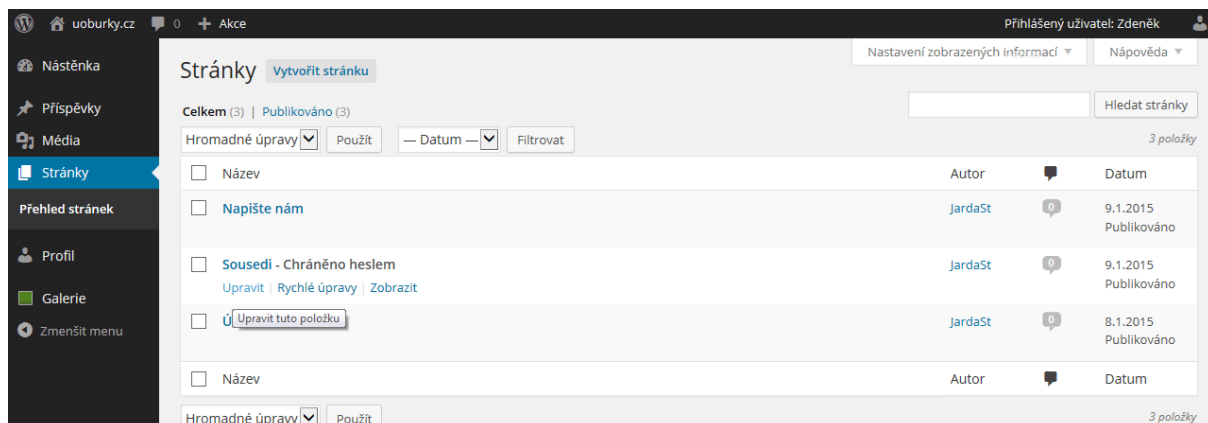 uoburky.cz 0 + Akce Přihlášený uživatel: Zdeněk
Nastavení zobrazených informací Nápověda
Nástěnka
Příspěvky
Média
Stránky
Přehled stránek
Profil
Galerie
Zmenšit menu
Stránky Vytvořit stránku
Celkem (3) | Publikováno (3)
Hledat stránky
Hromadné úpravy Použít — Datum — Filtrovat 3 položky
Název Autor Datum
Napište nám JardaSt 0 9.1.2015
Publikováno
Sousedi - Chráněno heslem JardaSt 0 9.1.2015
Upravit | Rychlé úpravy | Zobrazit Publikováno
Upravit tuto položku
Ú JardaSt 0 8.1.2015
Publikováno
Název Autor Datum
Hromadné úpravy Použít 3 položky